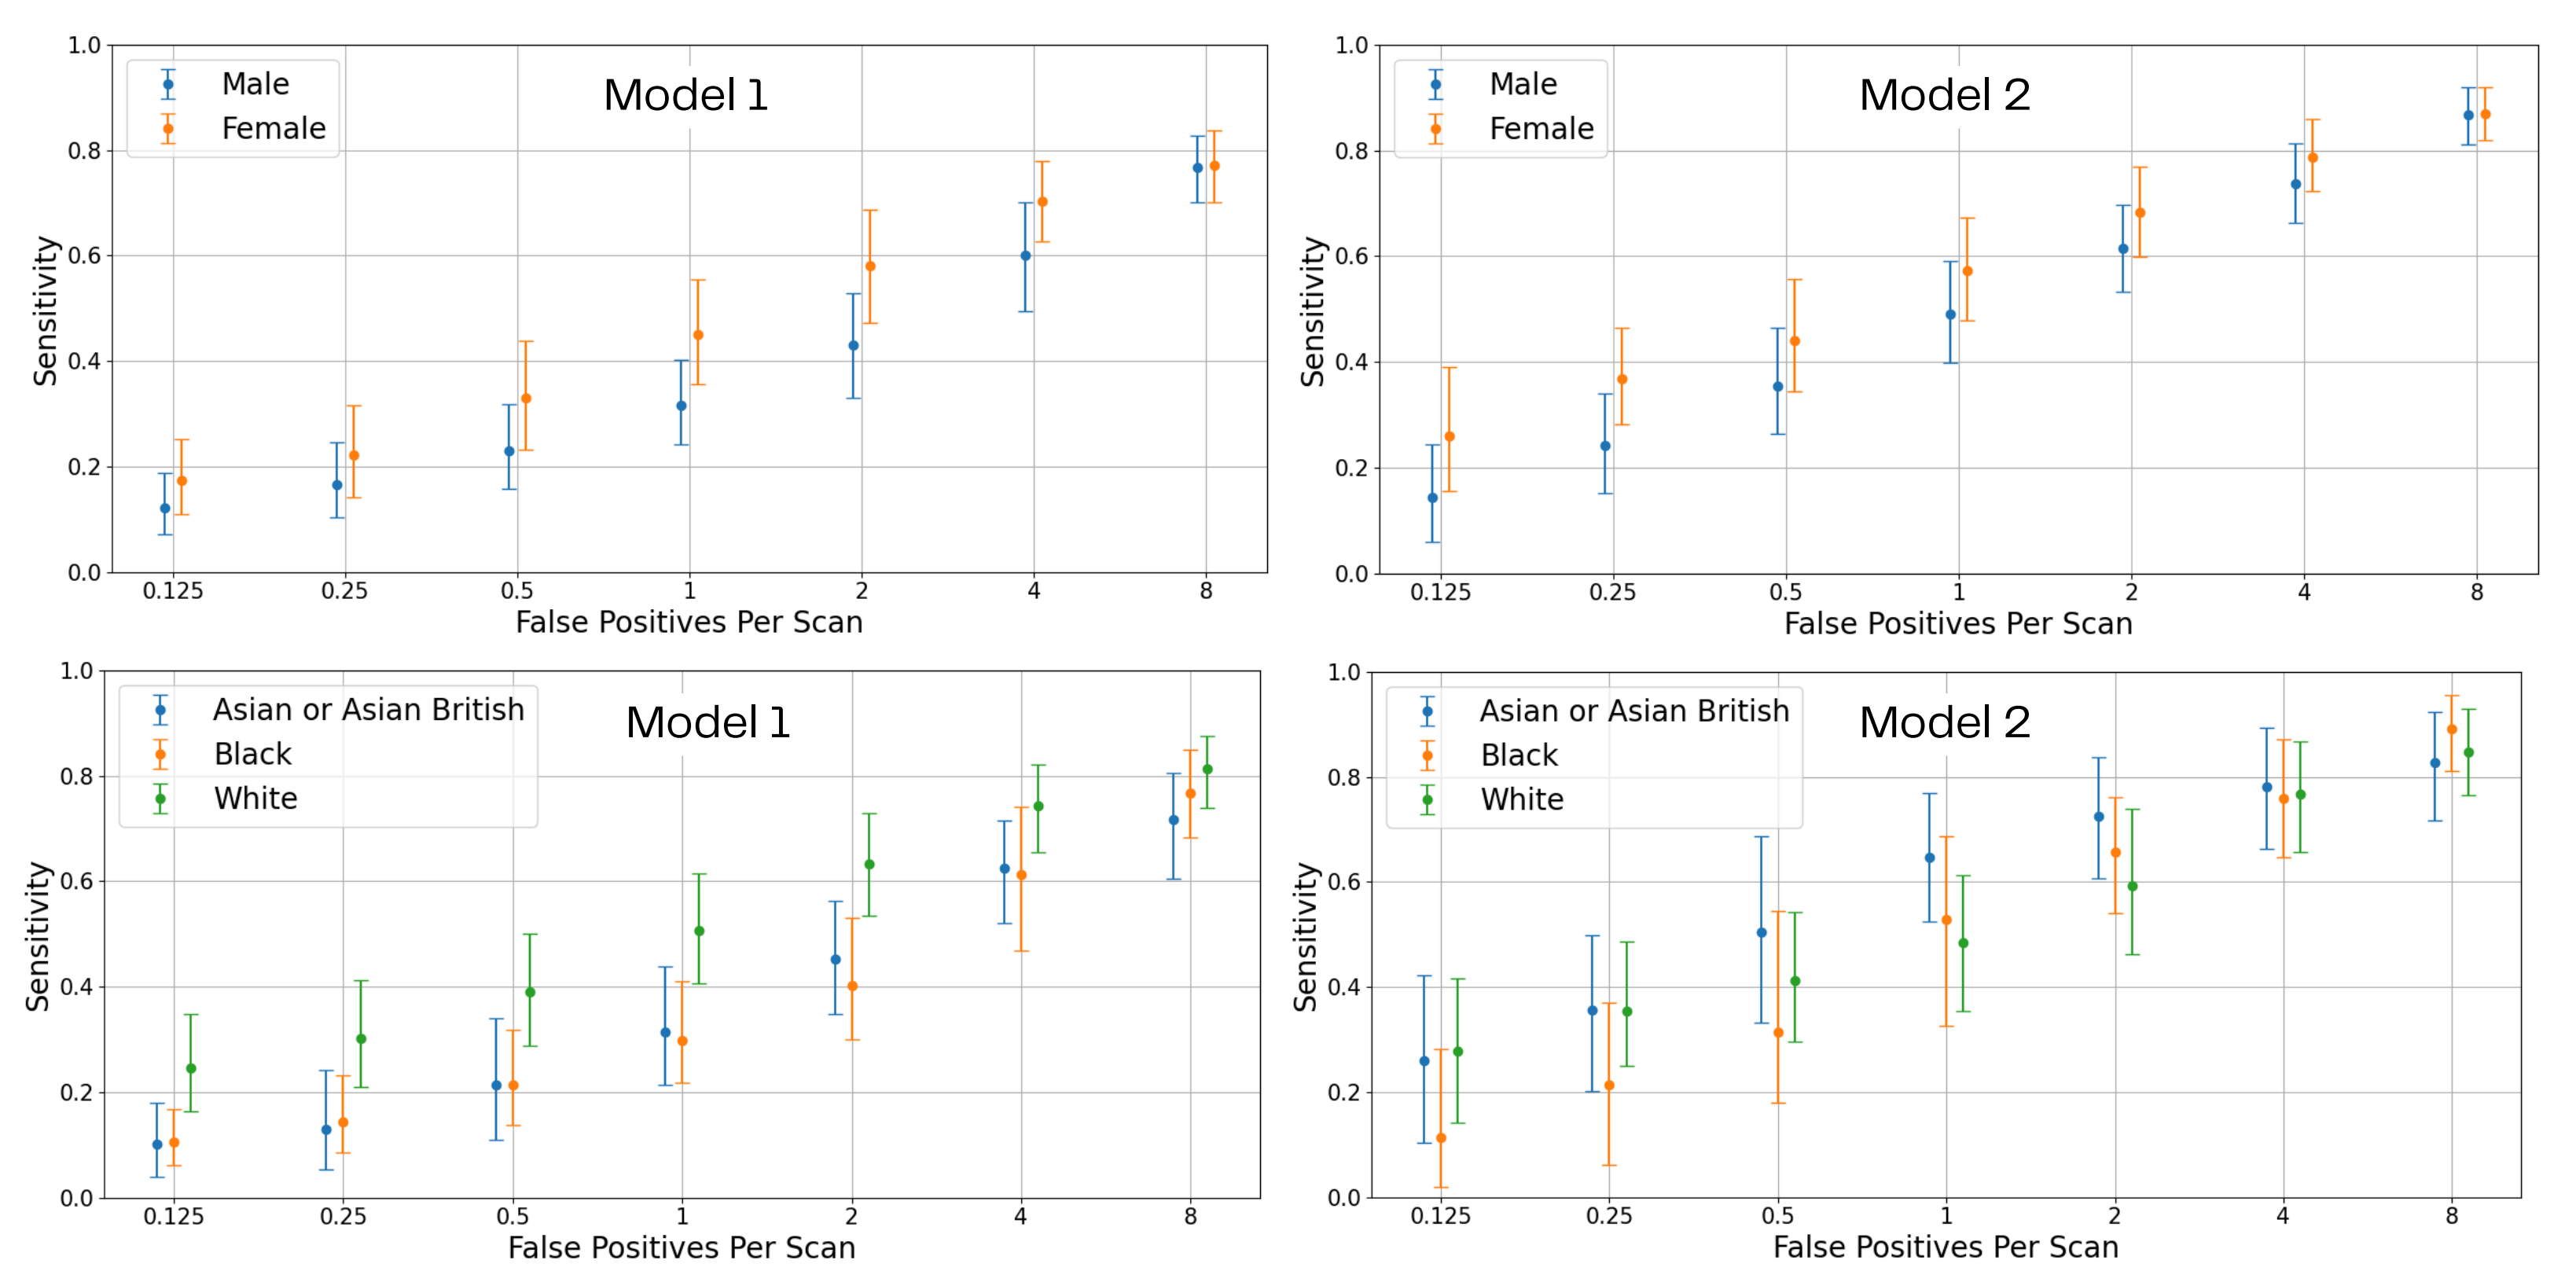 Model 1
Male
Female
Sensitivity
1.0
0.8
0.6
0.4
0.2
0.0
0.125 0.25 0.5 1 2 4 8
False Positives Per Scan
Model 2
Male
Female
Sensitivity
1.0
0.8
0.6
0.4
0.2
0.0
0.125 0.25 0.5 1 2 4 8
False Positives Per Scan
Model 1
Asian or Asian British
Black
White
Sensitivity
1.0
0.8
0.6
0.4
0.2
0.0
0.125 0.25 0.5 1 2 4 8
False Positives Per Scan
Model 2
Asian or Asian British
Black
White
Sensitivity
1.0
0.8
0.6
0.4
0.2
0.0
0.125 0.25 0.5 1 2 4 8
False Positives Per Scan